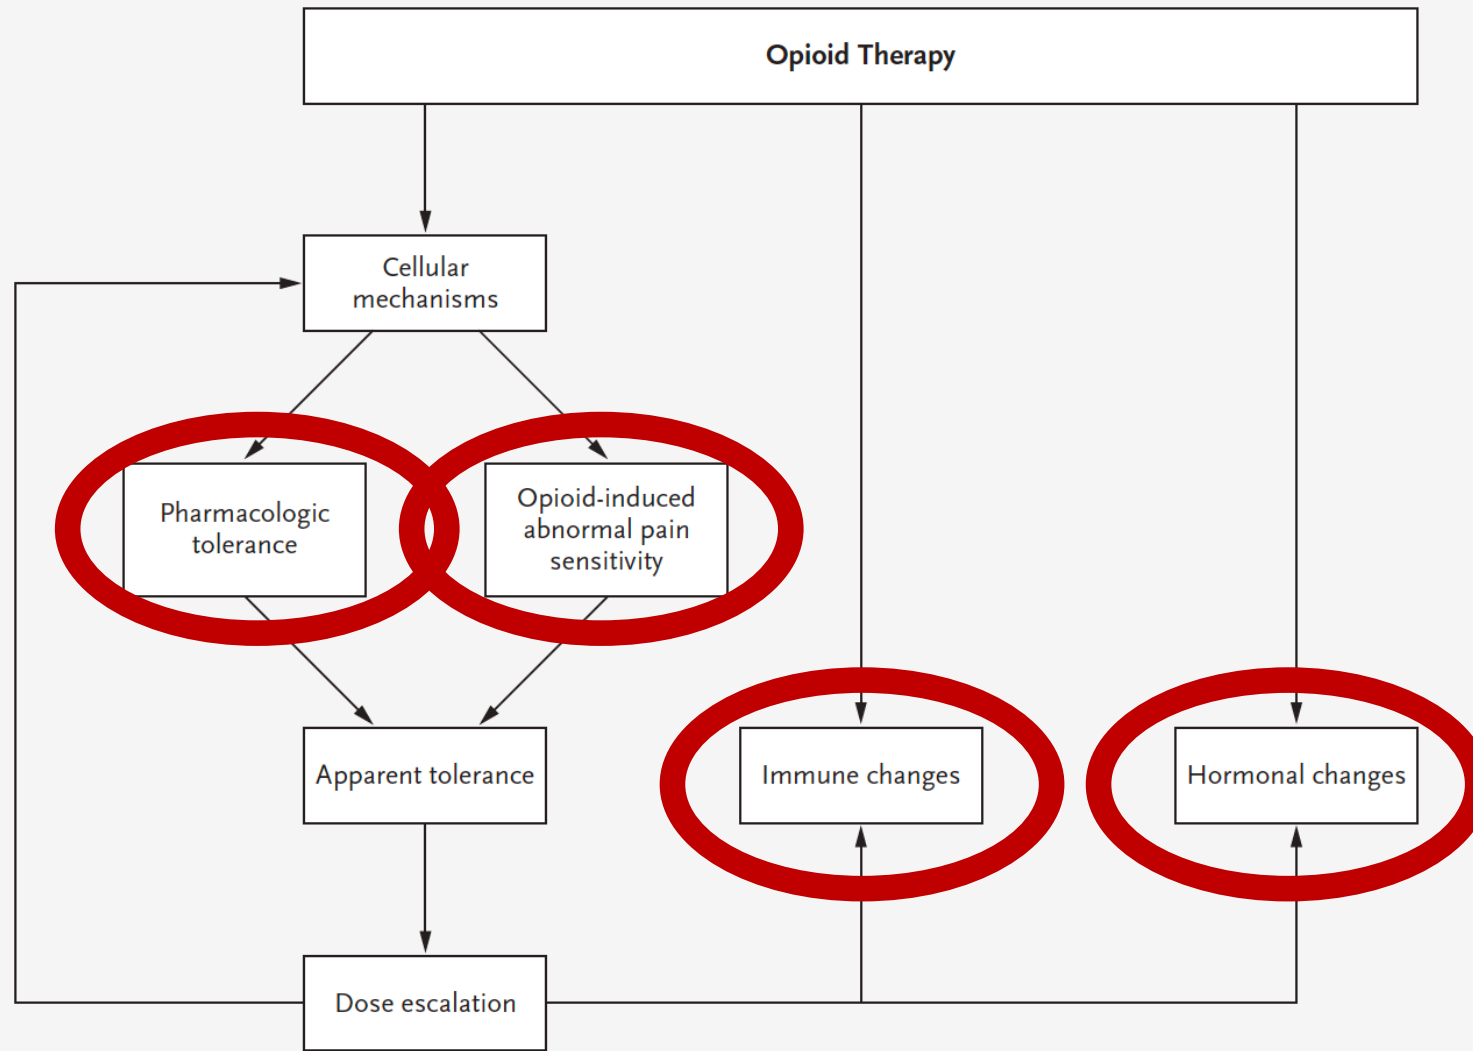 Opioid Therapy
Cellular
mechanisms
Pharmacologic
tolerance
Opioid-induced
abnormal pain
sensitivity
Apparent tolerance
Immune changes
Hormonal changes
Dose escalation